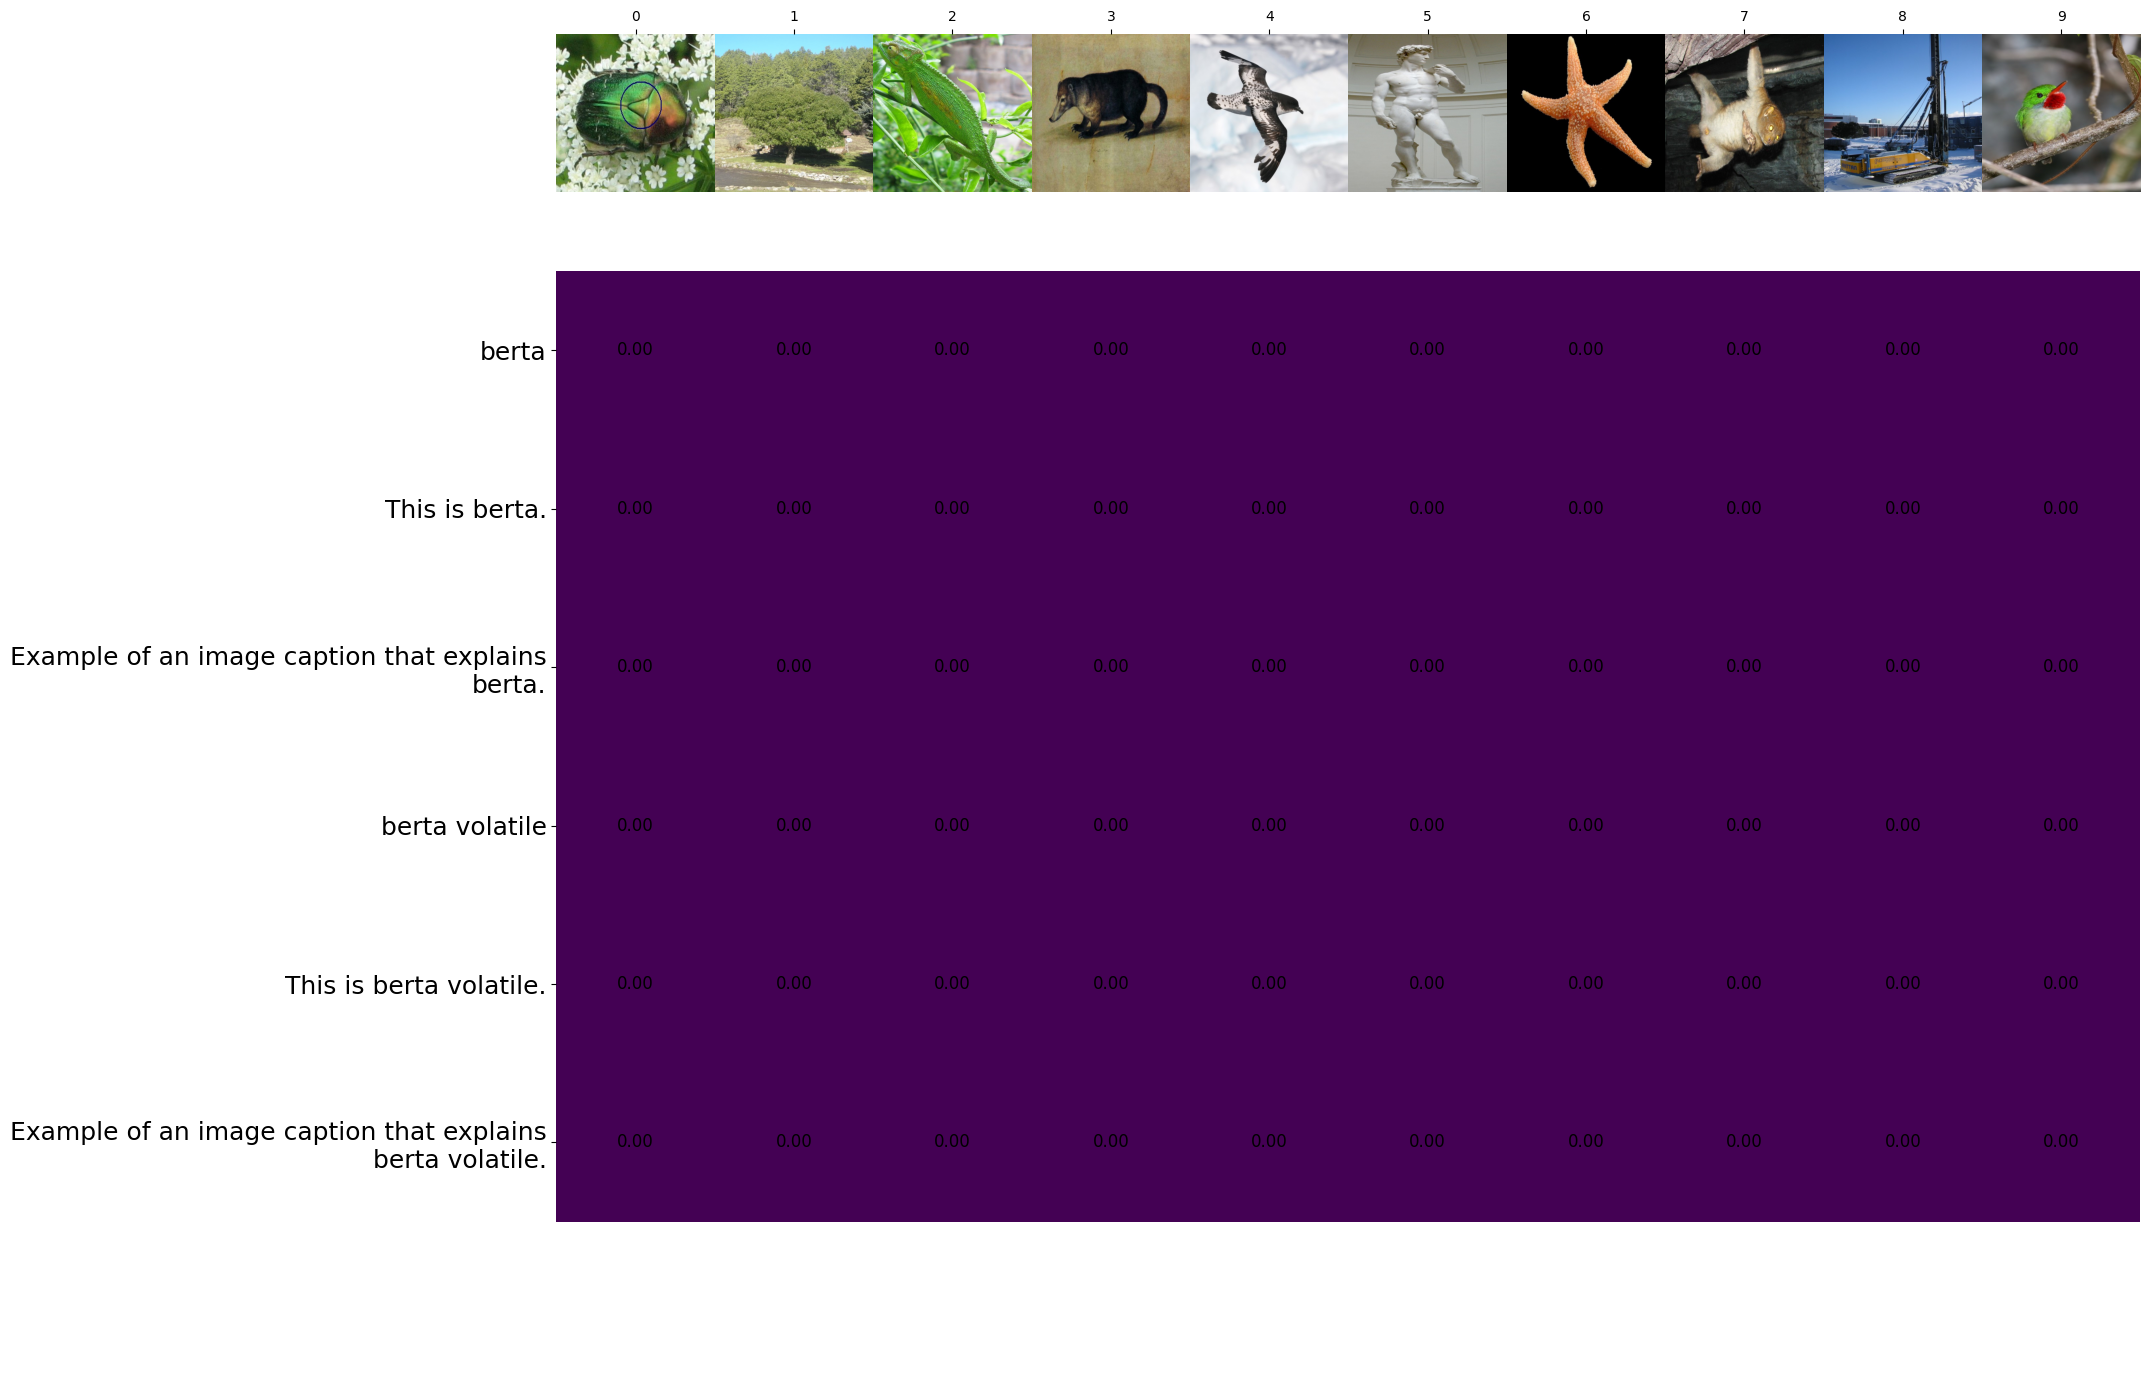 0 1 2 3 4 5 6 7 8 9
berta 0.00 0.00 0.00 0.00 0.00 0.00 0.00 0.00 0.00 0.00
This is berta. 0.00 0.00 0.00 0.00 0.00 0.00 0.00 0.00 0.00 0.00
Example of an image caption that explains
berta. 0.00 0.00 0.00 0.00 0.00 0.00 0.00 0.00 0.00 0.00
berta volatile 0.00 0.00 0.00 0.00 0.00 0.00 0.00 0.00 0.00 0.00
This is berta volatile. 0.00 0.00 0.00 0.00 0.00 0.00 0.00 0.00 0.00 0.00
Example of an image caption that explains
berta volatile. 0.00 0.00 0.00 0.00 0.00 0.00 0.00 0.00 0.00 0.00